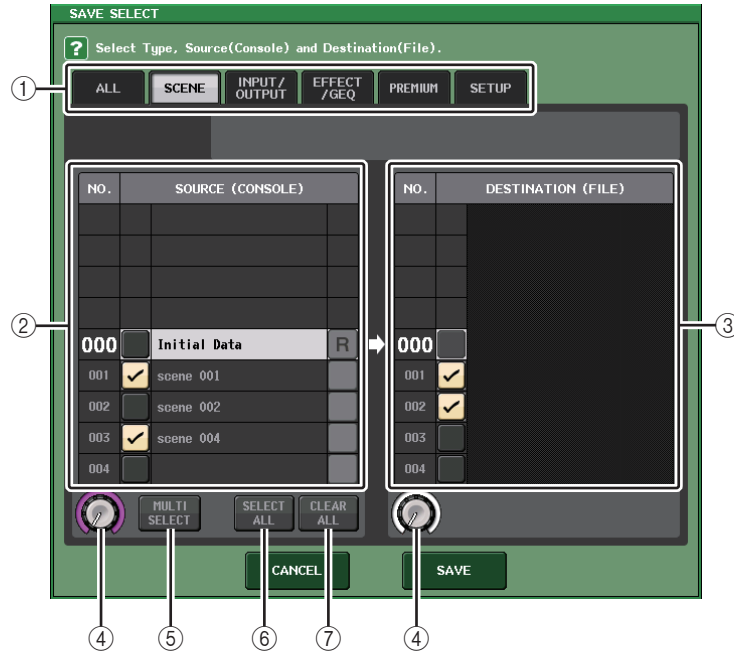 SAVE SELECT
? Select Type, Source(Console) and Destination(File).
① ALL SCENE INPUT/OUTPUT EFFECT/GEQ PREMIUM SETUP
NO. SOURCE (CONSOLE) NO. DESTINATION (FILE)
② ③
000 Initial Data R 000
001 scene 001 001
002 scene 002 002
003 scene 004 003
004 004
MULTI SELECT SELECT ALL CLEAR ALL
CANCEL SAVE
④ ⑤ ⑥ ⑦ ④